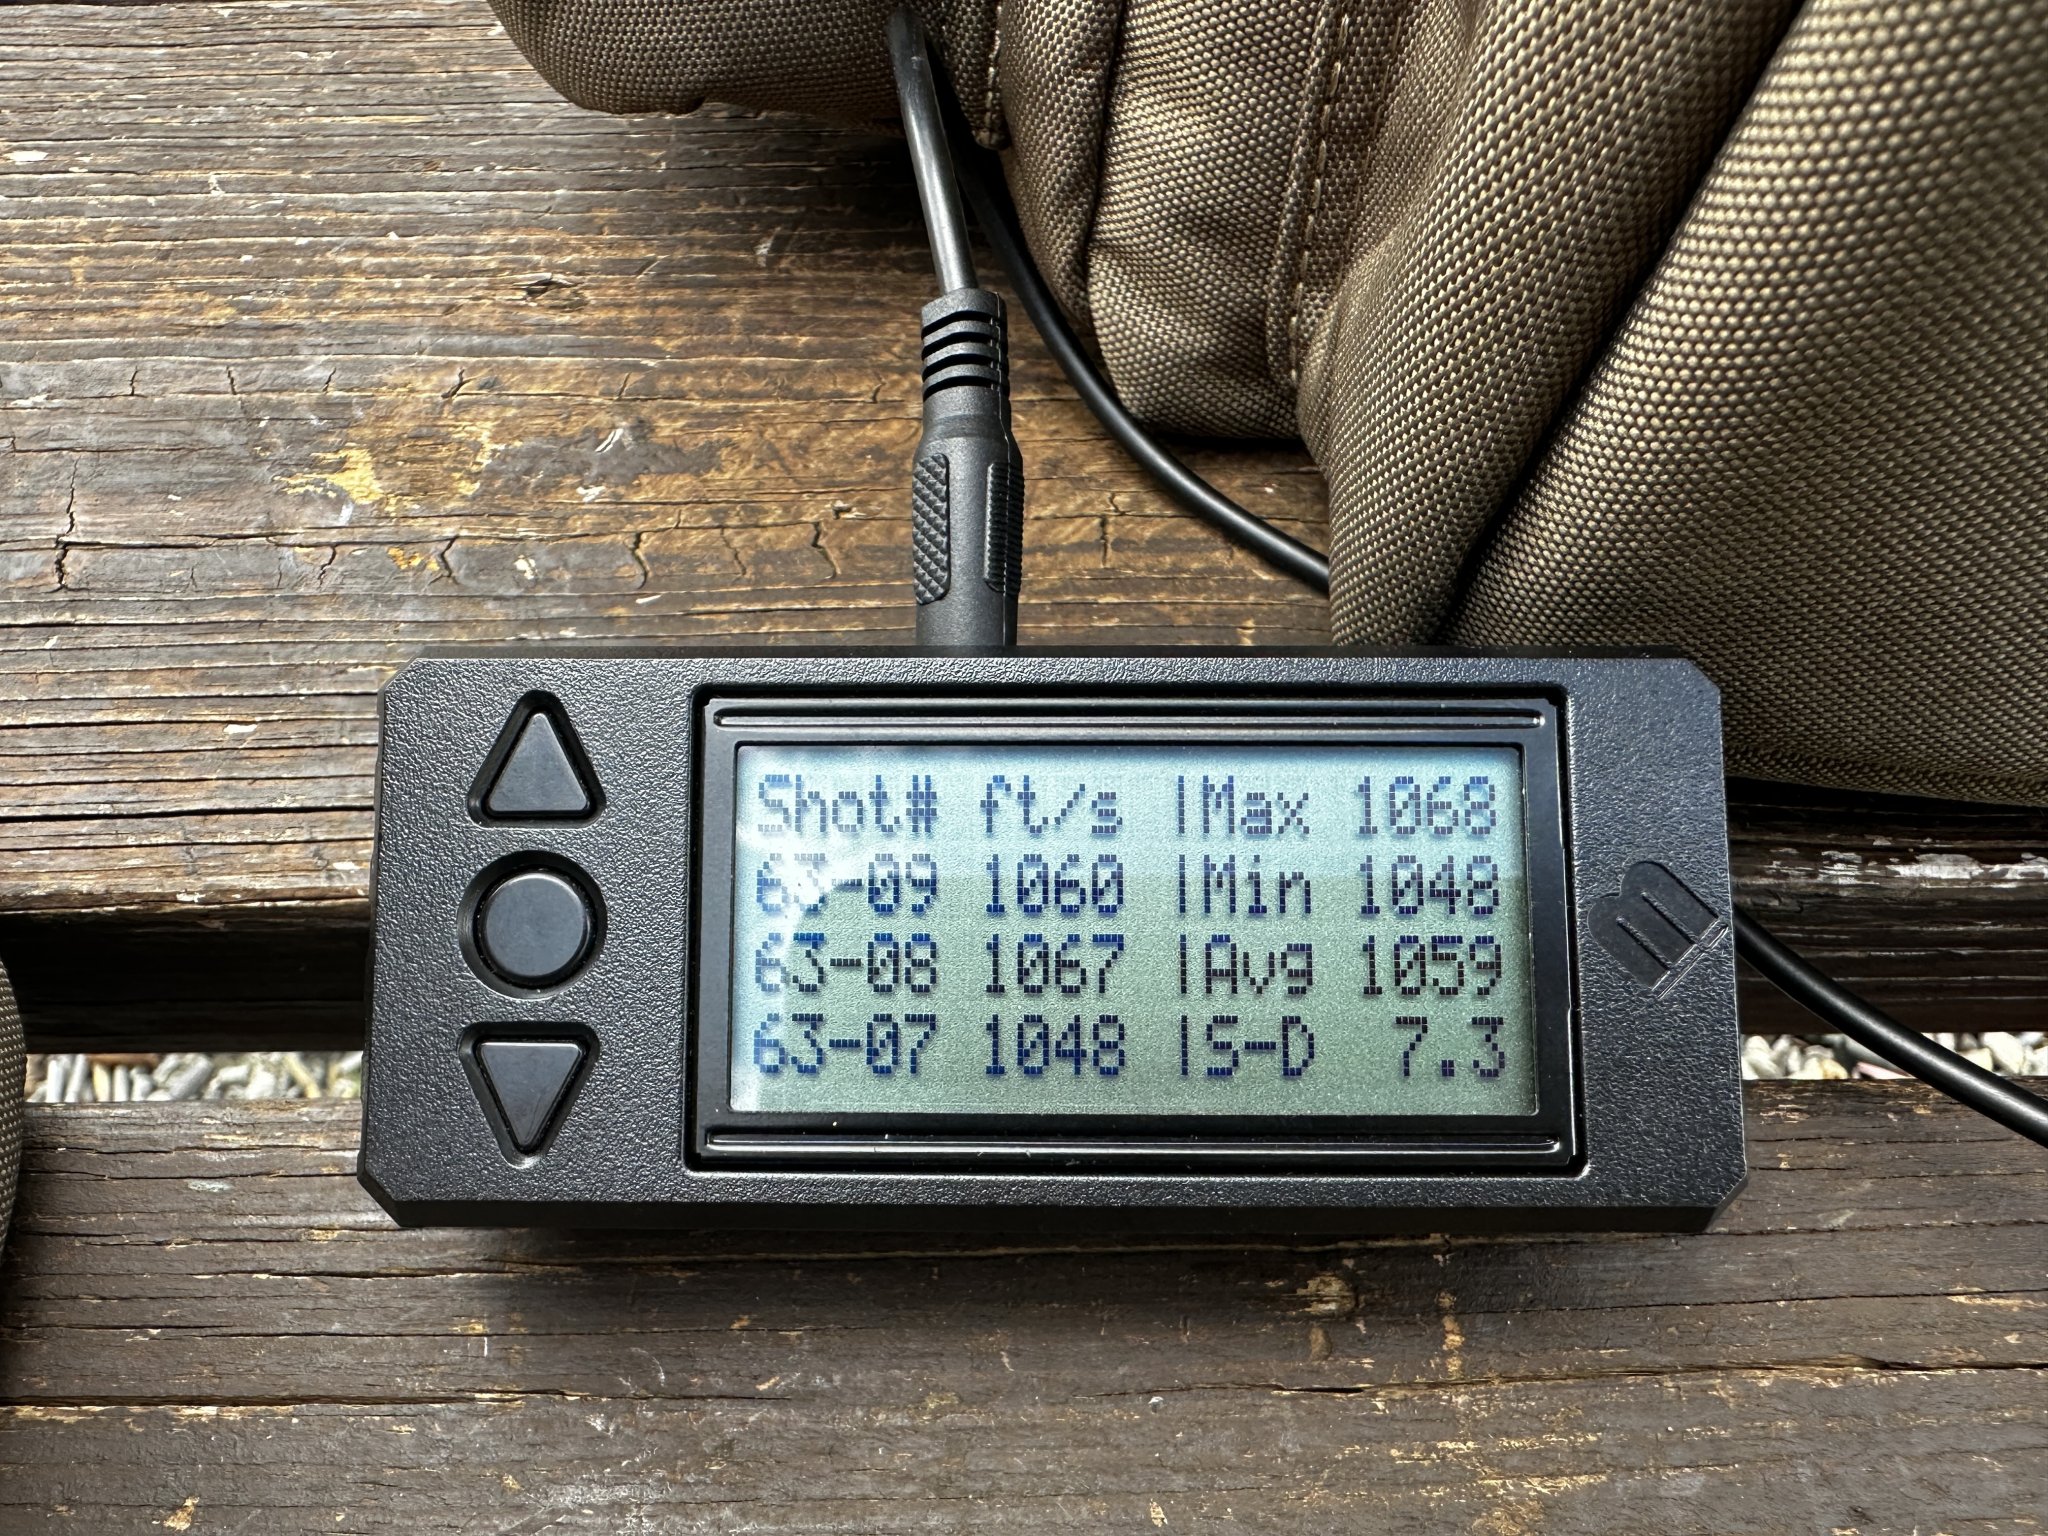 Shot# ft/s |Max 1068
63-09 1060 |Min 1048
63-08 1067 |Avg 1059
63-07 1048 |S-D 7.3